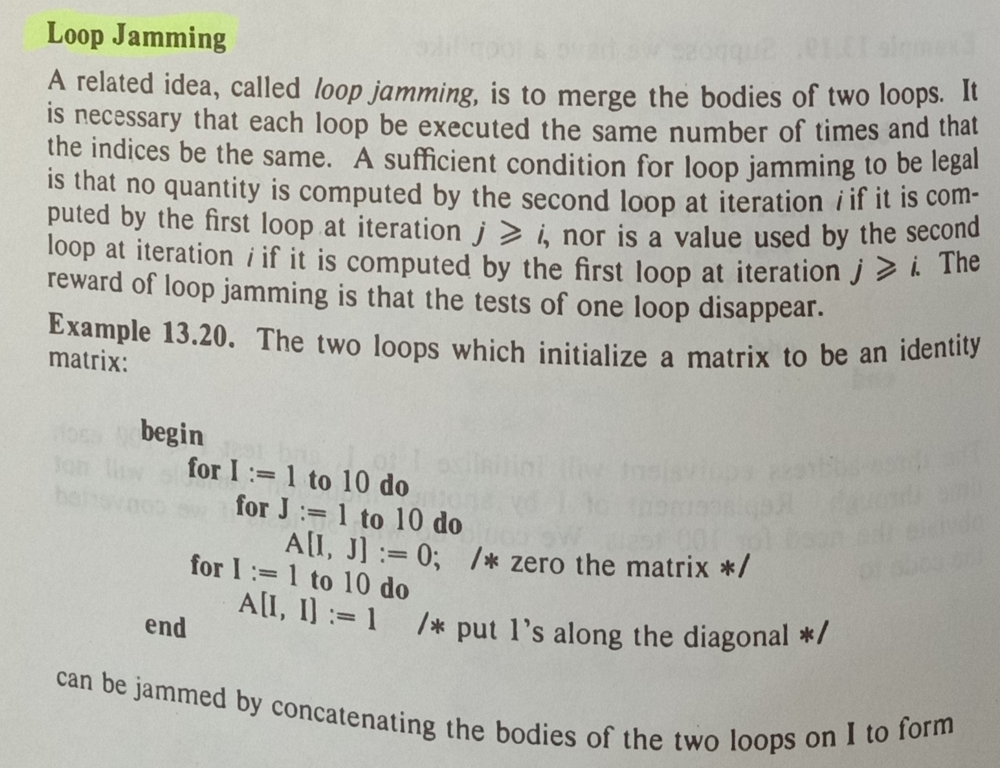 Loop Jamming
A related idea, called loop jamming, is to merge the bodies of two loops. It
is necessary that each loop be executed the same number of times and that
the indices be the same. A sufficient condition for loop jamming to be legal
is that no quantity is computed by the second loop at iteration i if it is com-
puted by the first loop at iteration j ⩾ i, nor is a value used by the second
loop at iteration i if it is computed by the first loop at iteration j ⩾ i. The
reward of loop jamming is that the tests of one loop disappear.
Example 13.20. The two loops which initialize a matrix to be an identity
matrix:
begin
for I := 1 to 10 do
for J := 1 to 10 do
A[I, J] := 0; /* zero the matrix */
for I := 1 to 10 do
A[I, I] := 1 /* put 1's along the diagonal */
end
can be jammed by concatenating the bodies of the two loops on I to form